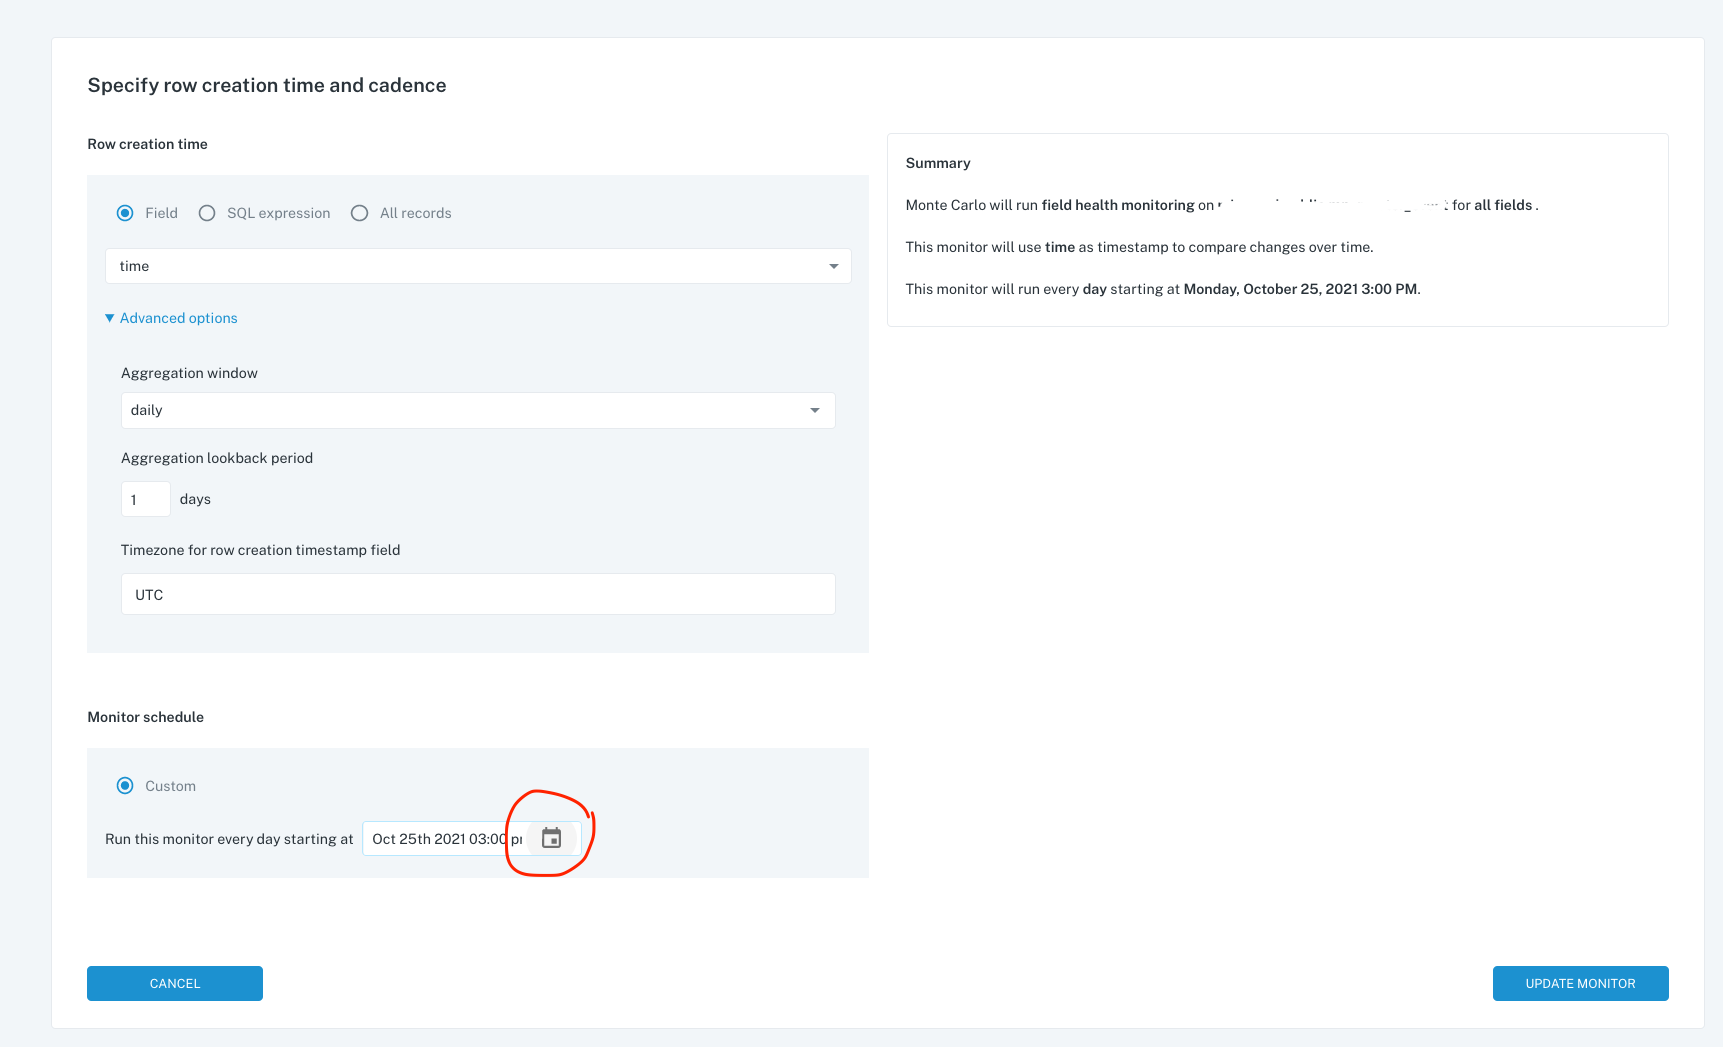 Specify row creation time and cadence
Row creation time
Field SQL expression All records
time
Advanced options
Aggregation window
daily
Aggregation lookback period
1 days
Timezone for row creation timestamp field
UTC
Summary
Monte Carlo will run field health monitoring on for all fields .
This monitor will use time as timestamp to compare changes over time.
This monitor will run every day starting at Monday, October 25, 2021 3:00 PM.
Monitor schedule
Custom
Run this monitor every day starting at Oct 25th 2021 03:00
CANCEL
UPDATE MONITOR